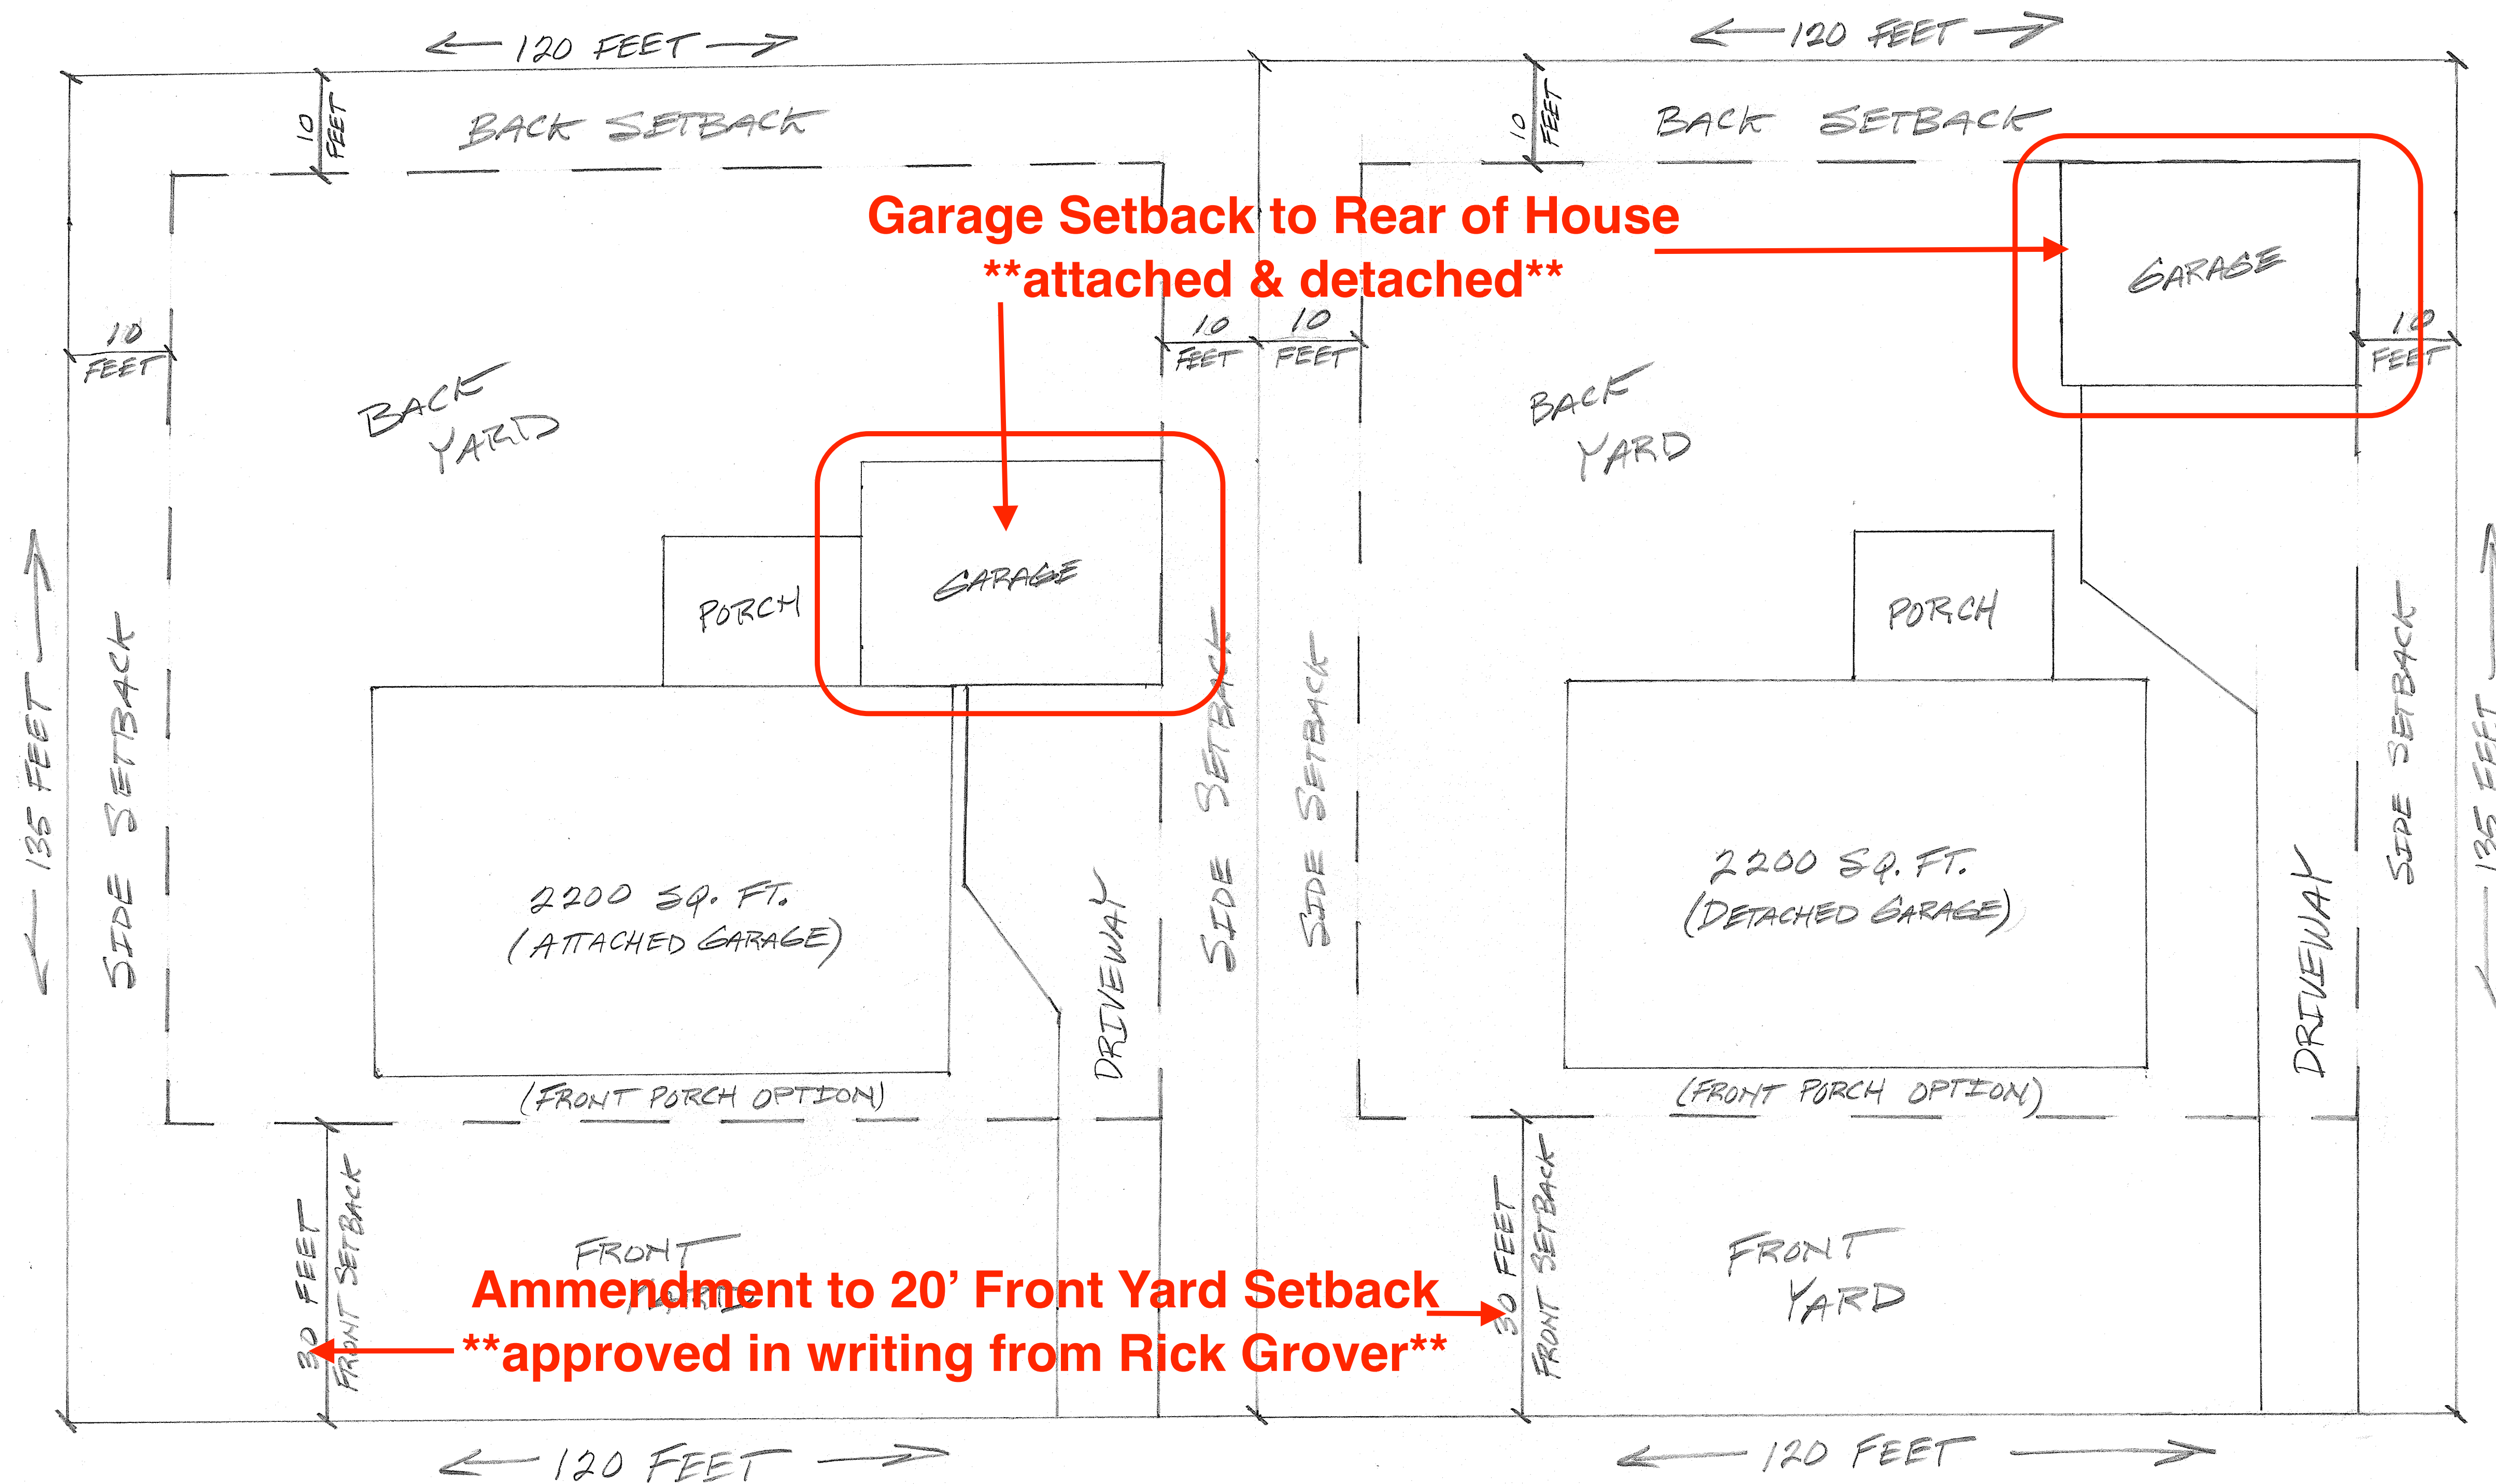 120 FEET
120 FEET
10
FEET
BACK SETBACK
10
FEET
BACK SETBACK
Garage Setback to Rear of House
**attached & detached**
GARAGE
10
FEET
10
FEET
10
FEET
10
FEET
BACK
YARD
BACK
YARD
GARAGE
PORCH
PORCH
135 FEET
SIDE SETBACK
SIDE SETBACK
SIDE SETBACK
SIDE SETBACK
135 FEET
2200 SQ. FT.
(ATTACHED GARAGE)
DRIVEWAY
2200 SQ. FT.
(DETACHED GARAGE)
DRIVEWAY
(FRONT PORCH OPTION)
(FRONT PORCH OPTION)
30 FEET
FRONT SETBACK
FRONT
YARD
30 FEET
FRONT SETBACK
FRONT
YARD
Ammendment to 20’ Front Yard Setback
**approved in writing from Rick Grover**
120 FEET
120 FEET